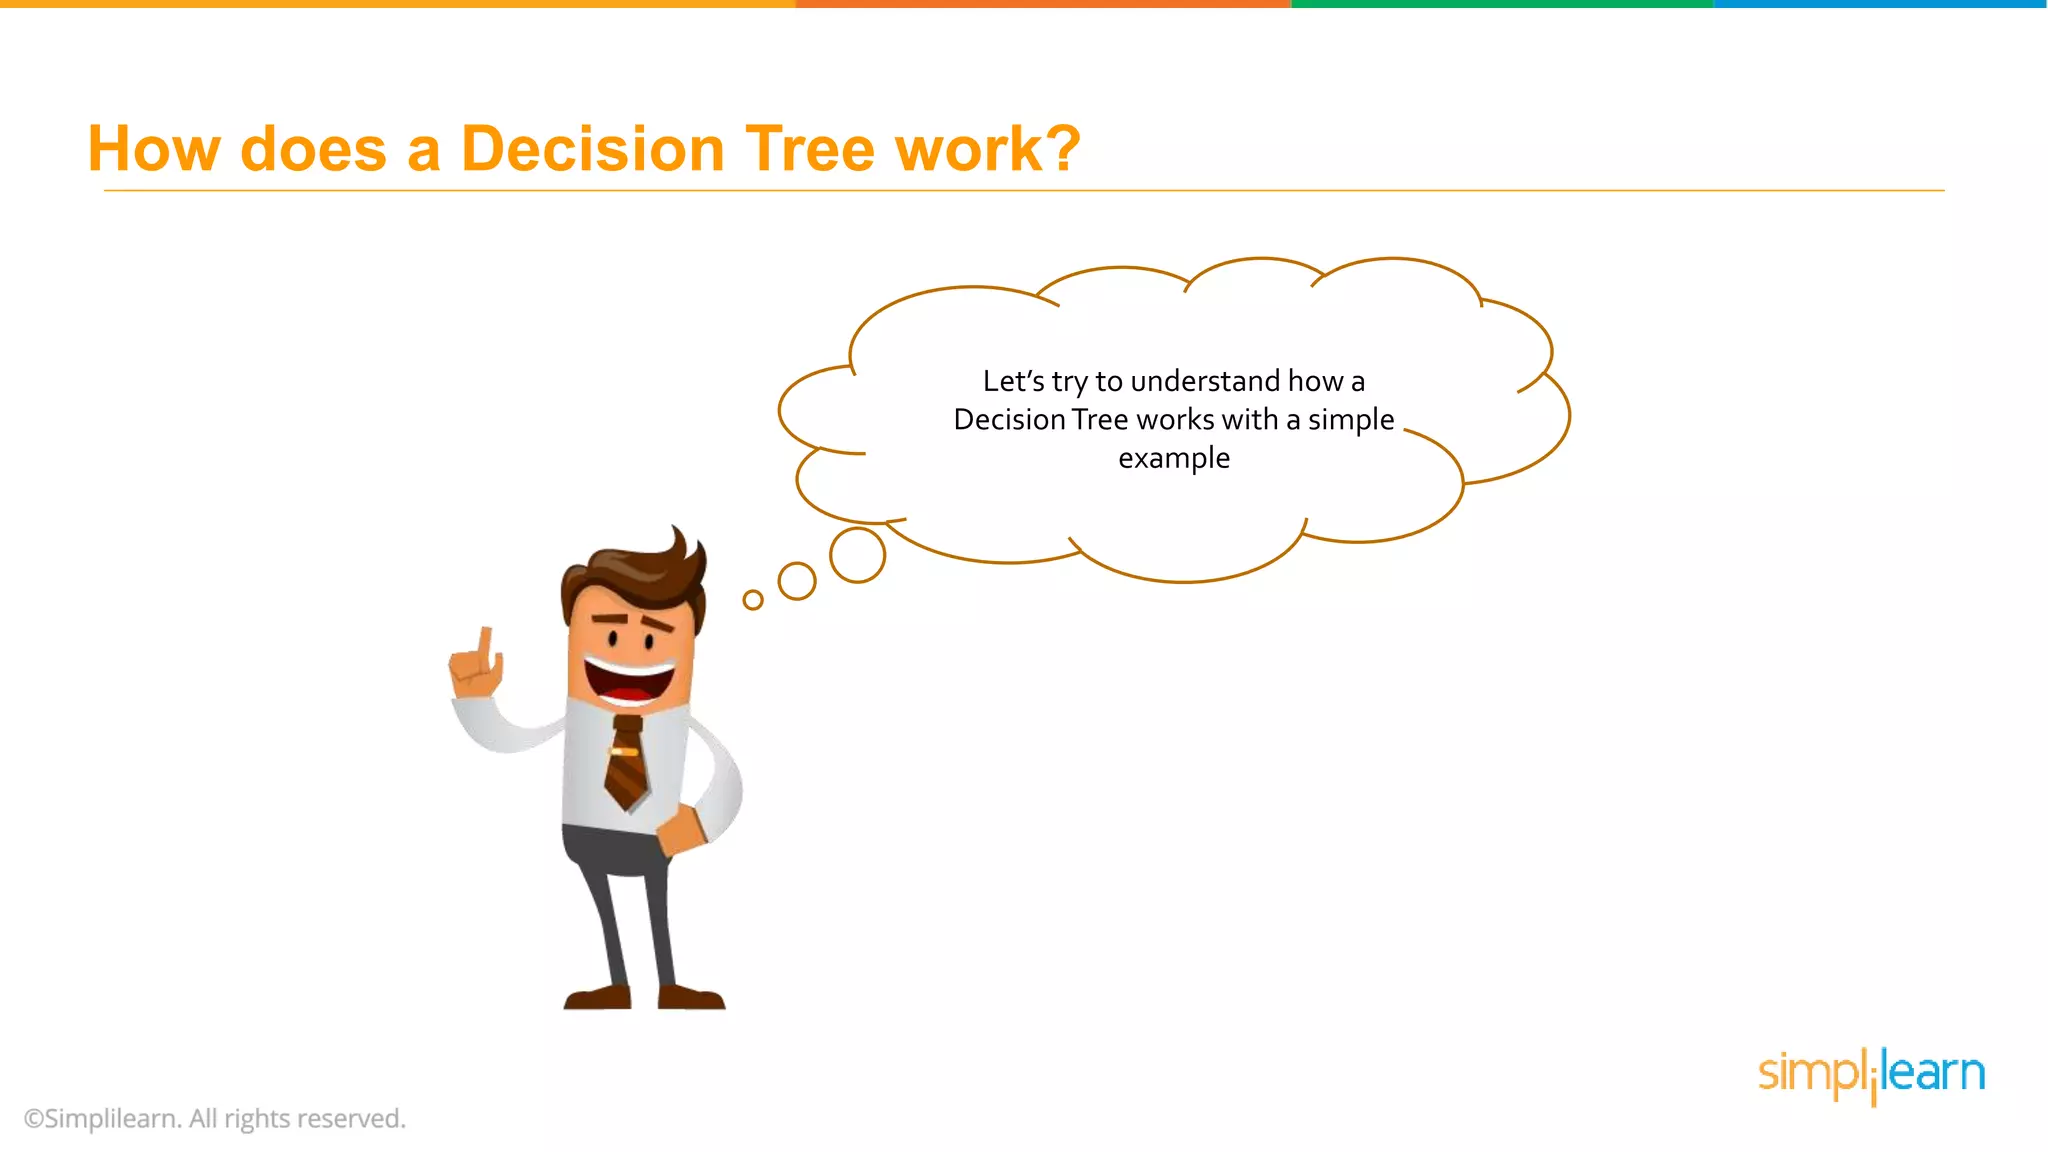 How does a Decision Tree work?
Let’s try to understand how a
Decision Tree works with a simple
example
simplilearn
©Simplilearn. All rights reserved.